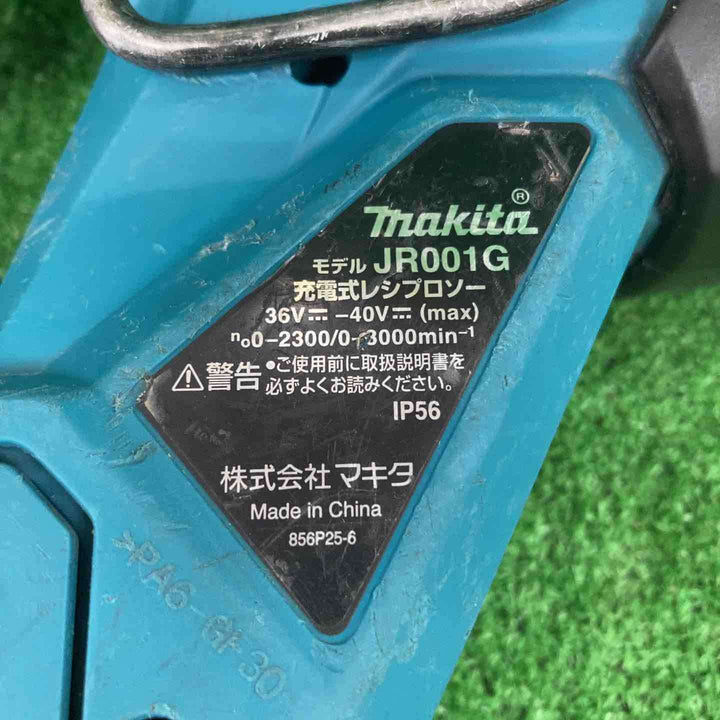 makita®
モデル JR001G
充電式レシプロソー
36V⎓ –40V⎓ (max)
n₀0–2300/0–3000min⁻¹
⚠警告 •ご使用前に取扱説明書を
必ずよくお読みください。
IP56
株式会社 マキタ
Made in China
856P25-6
>PA6-GF30